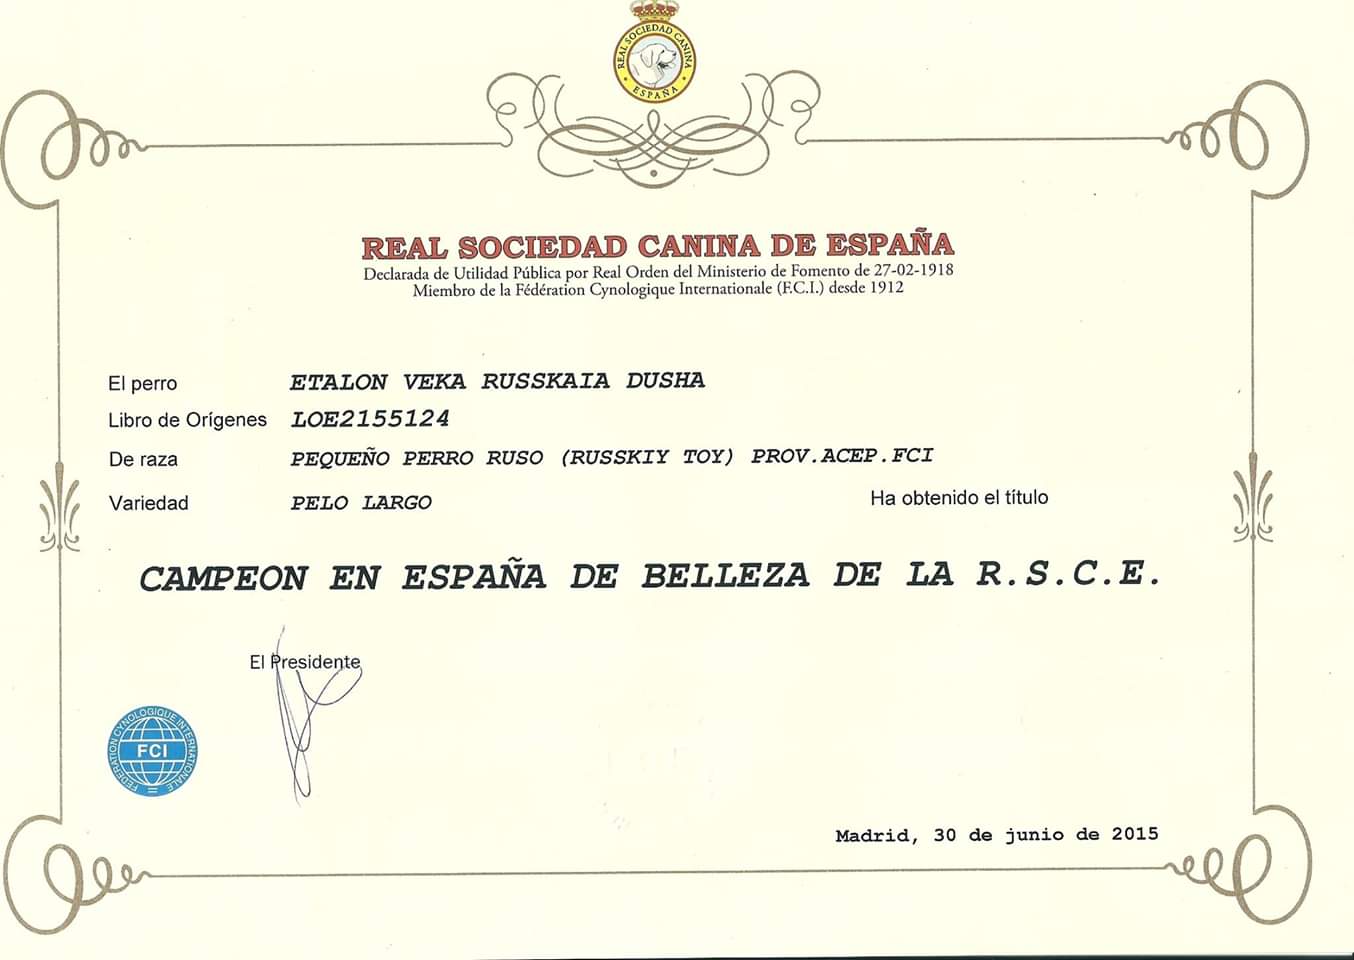 REAL SOCIEDAD CANINA
ESPAÑA
REAL SOCIEDAD CANINA DE ESPAÑA
Declarada de Utilidad Pública por Real Orden del Ministerio de Fomento de 27-02-1918
Miembro de la Fédération Cynologique Internationale (F.C.I.) desde 1912
El perro ETALON VEKA RUSSKAIA DUSHA
Libro de Orígenes LOE2155124
De raza PEQUEÑO PERRO RUSO (RUSSKIY TOY) PROV.ACEP.FCI
Variedad PELO LARGO Ha obtenido el título
CAMPEON EN ESPAÑA DE BELLEZA DE LA R.S.C.E.
El Presidente
FEDERATION CYNOLOGIQUE INTERNATIONALE
FCI
Madrid, 30 de junio de 2015